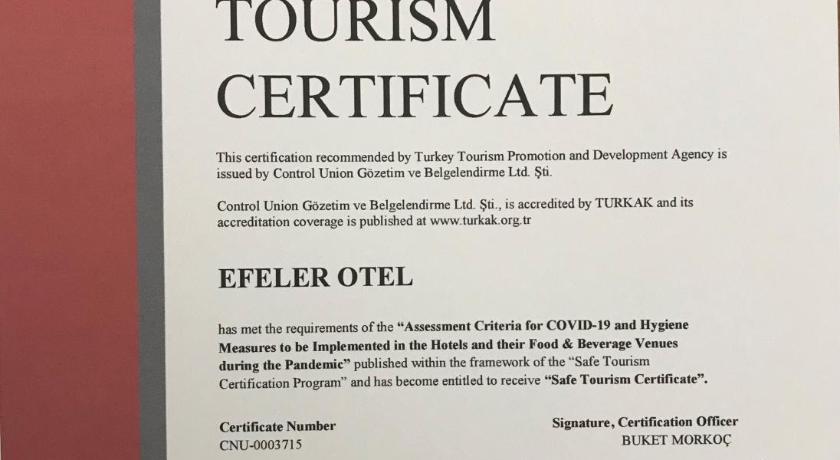 TOURISM
CERTIFICATE
This certification recommended by Turkey Tourism Promotion and Development Agency is
issued by Control Union Gözetim ve Belgelendirme Ltd. Şti.
Control Union Gözetim ve Belgelendirme Ltd. Şti., is accredited by TURKAK and its
accreditation coverage is published at www.turkak.org.tr
EFELER OTEL
has met the requirements of the “Assessment Criteria for COVID-19 and Hygiene
Measures to be Implemented in the Hotels and their Food & Beverage Venues
during the Pandemic” published within the framework of the “Safe Tourism
Certification Program” and has become entitled to receive “Safe Tourism Certificate”.
Certificate Number
CNU-0003715
Signature, Certification Officer
BUKET MORKOÇ